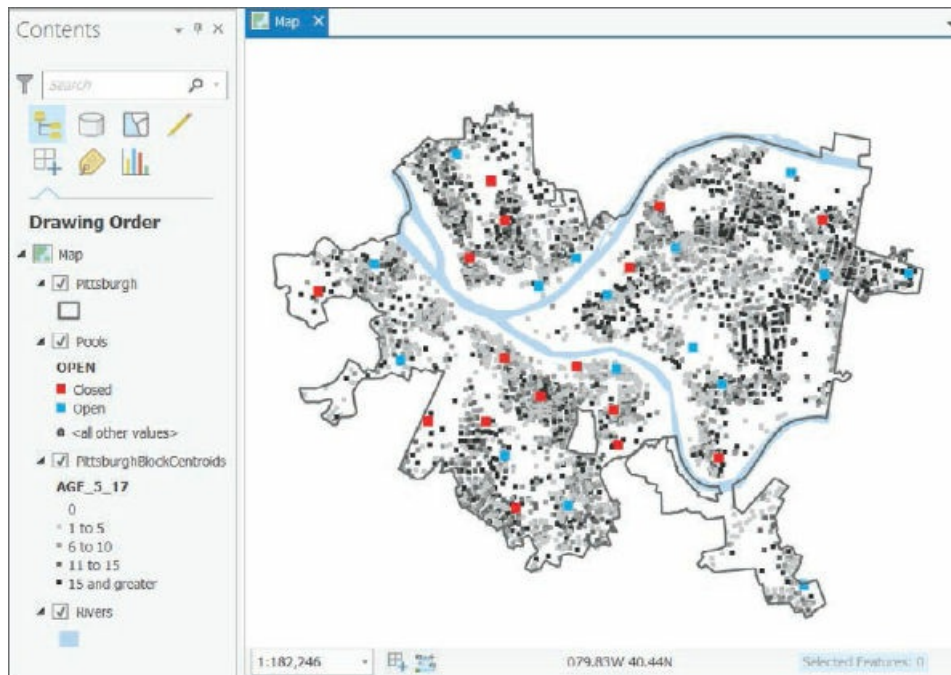 Contents
Map
Search
Drawing Order
Map
Pittsburgh
Pools
OPEN
Closed
Open
<all other values>
PittsburghBlockCentroids
AGE_5_17
0
1 to 5
6 to 10
11 to 15
15 and greater
Rivers
1:182,246
079.83W 40.44N
Selected Features: 0